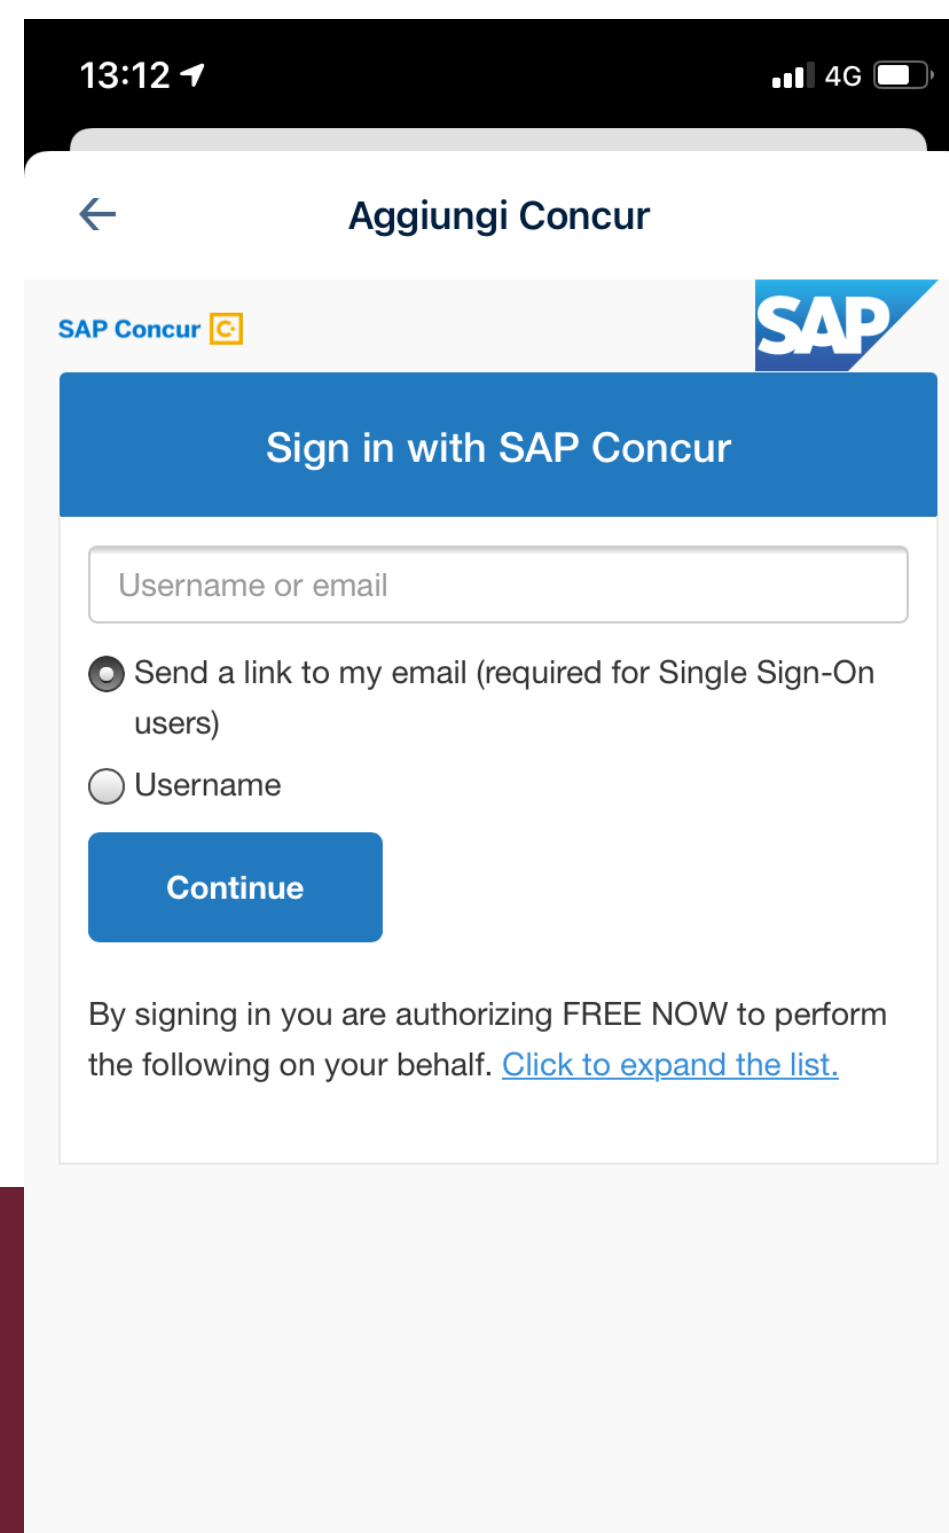 13:12 4G
Aggiungi Concur
SAP Concur C. SAP
Sign in with SAP Concur
Username or email
Send a link to my email (required for Single Sign-On
users)
Username
Continue
By signing in you are authorizing FREE NOW to perform
the following on your behalf. Click to expand the list.